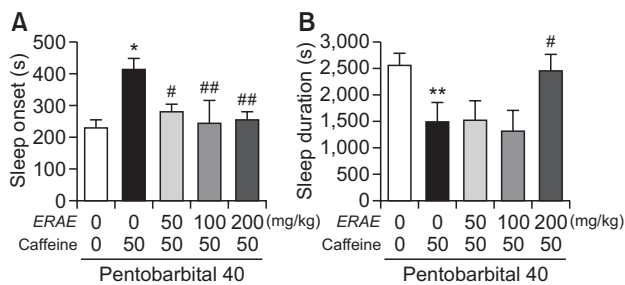 A
Sleep onset (s)
500
400
300
200
100
0
*
#
##
##
ERAE 0 0 50 100 200 (mg/kg)
Caffeine 0 50 50 50 50
Pentobarbital 40
B
Sleep duration (s)
3,000
2,500
2,000
1,500
1,000
500
0
**
#
ERAE 0 0 50 100 200 (mg/kg)
Caffeine 0 50 50 50 50
Pentobarbital 40